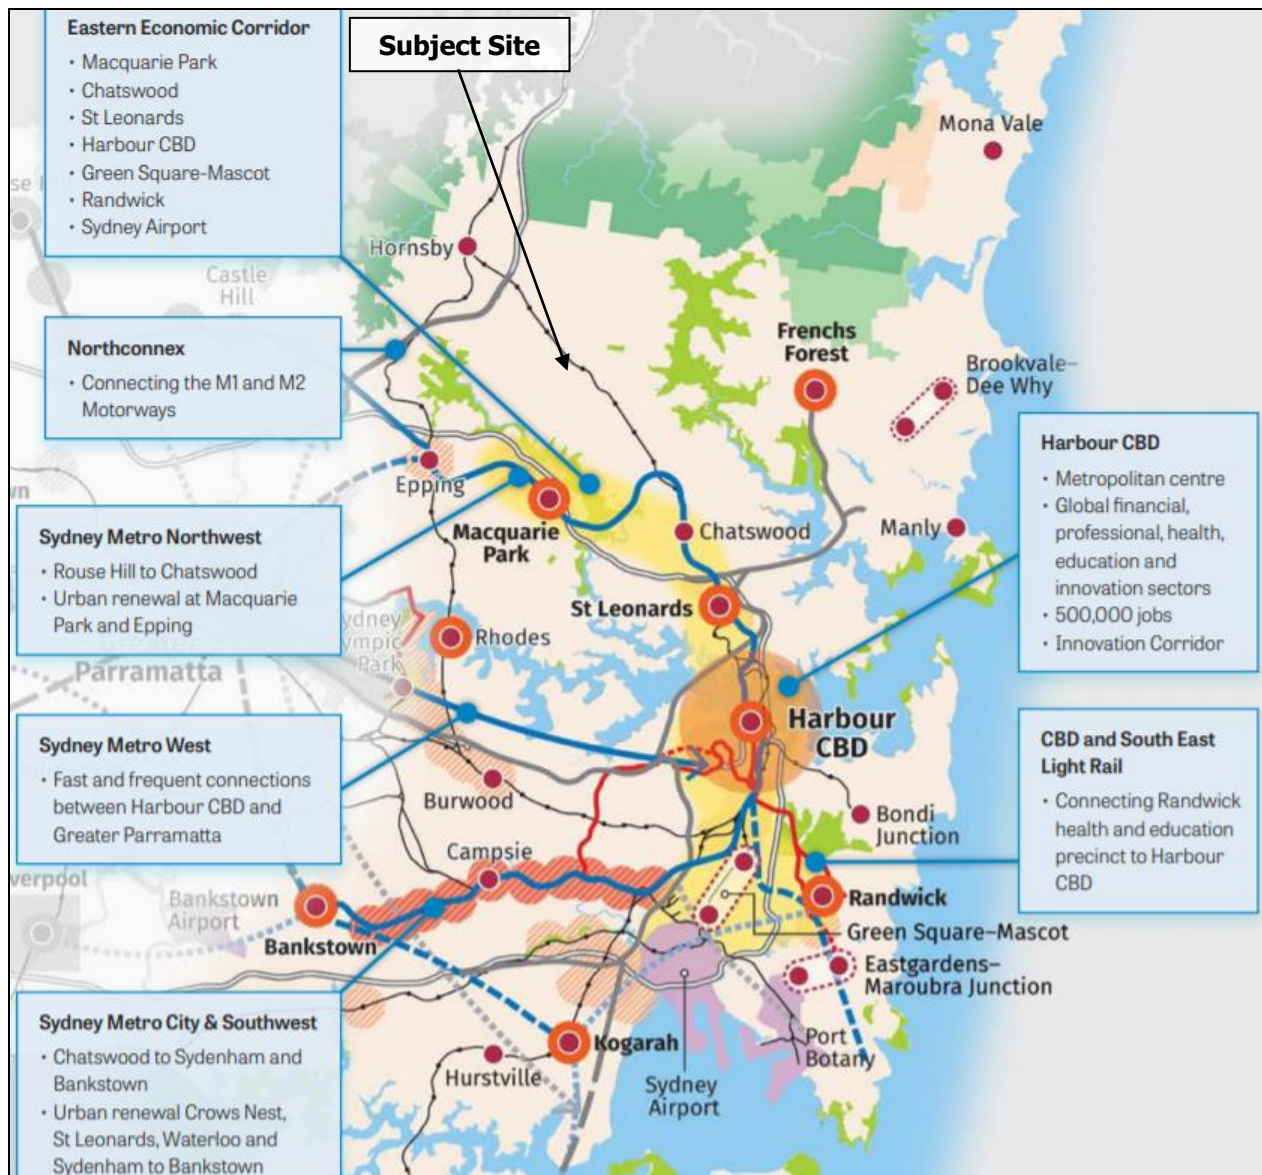 Eastern Economic Corridor
• Macquarie Park
• Chatswood
• St Leonards
• Harbour CBD
• Green Square-Mascot
• Randwick
• Sydney Airport
Subject Site
Mona Vale
Hornsby
Castle
Hill
Northconnex
• Connecting the M1 and M2
Motorways
Frenchs
Forest
Brookvale–
Dee Why
Harbour CBD
• Metropolitan centre
• Global financial,
professional, health,
education and
innovation sectors
• 500,000 jobs
• Innovation Corridor
Epping
Macquarie
Park
Chatswood
Manly
Sydney Metro Northwest
• Rouse Hill to Chatswood
• Urban renewal at Macquarie
Park and Epping
St Leonards
ydney
ympic
Park
Rhodes
Parramatta
Harbour
CBD
Sydney Metro West
• Fast and frequent connections
between Harbour CBD and
Greater Parramatta
CBD and South East
Light Rail
• Connecting Randwick
health and education
precinct to Harbour
CBD
Burwood
Bondi
Junction
Campsie
verpool
Bankstown
Airport
Bankstown
Randwick
Green Square–Mascot
Eastgardens–
Maroubra Junction
Sydney Metro City & Southwest
• Chatswood to Sydenham and
Bankstown
• Urban renewal Crows Nest,
St Leonards, Waterloo and
Sydenham to Bankstown
Kogarah
Hurstville
Port
Botany
Sydney
Airport